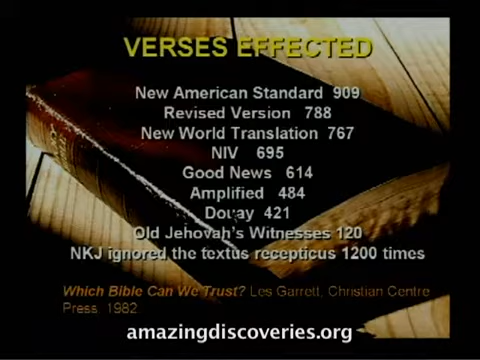 VERSES EFFECTED
New American Standard 909
Revised Version 788
New World Translation 767
NIV 695
Good News 614
Amplified 484
Douay 421
Old Jehovah's Witnesses 120
NKJ ignored the textus recepticus 1200 times
Which Bible Can We Trust? Les Garrett, Christian Centre
Press, 1982.
amazingdiscoveries.org